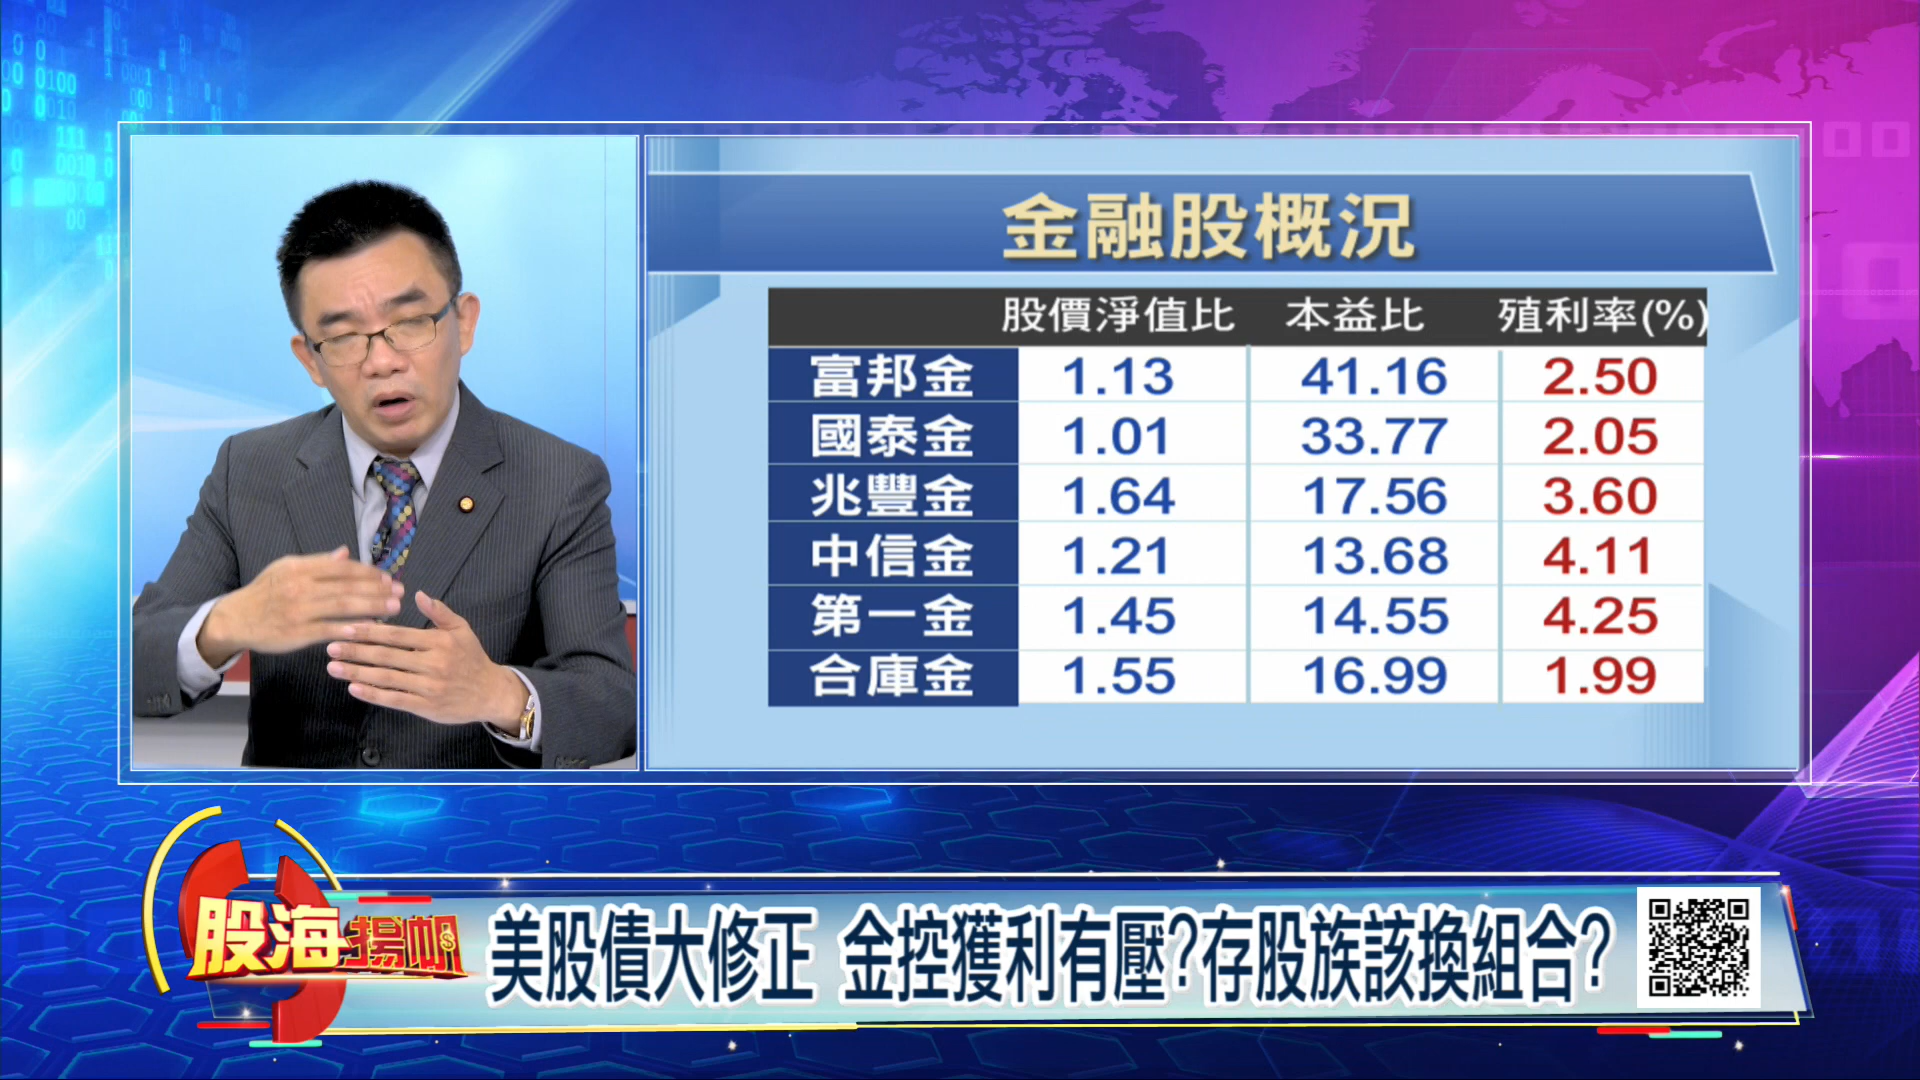 金融股概況
股價淨值比 本益比 殖利率(%)
富邦金 1.13 41.16 2.50
國泰金 1.01 33.77 2.05
兆豐金 1.64 17.56 3.60
中信金 1.21 13.68 4.11
第一金 1.45 14.55 4.25
合庫金 1.55 16.99 1.99
股海揚帆
美股債大修正 金控獲利有壓?存股族該換組合?